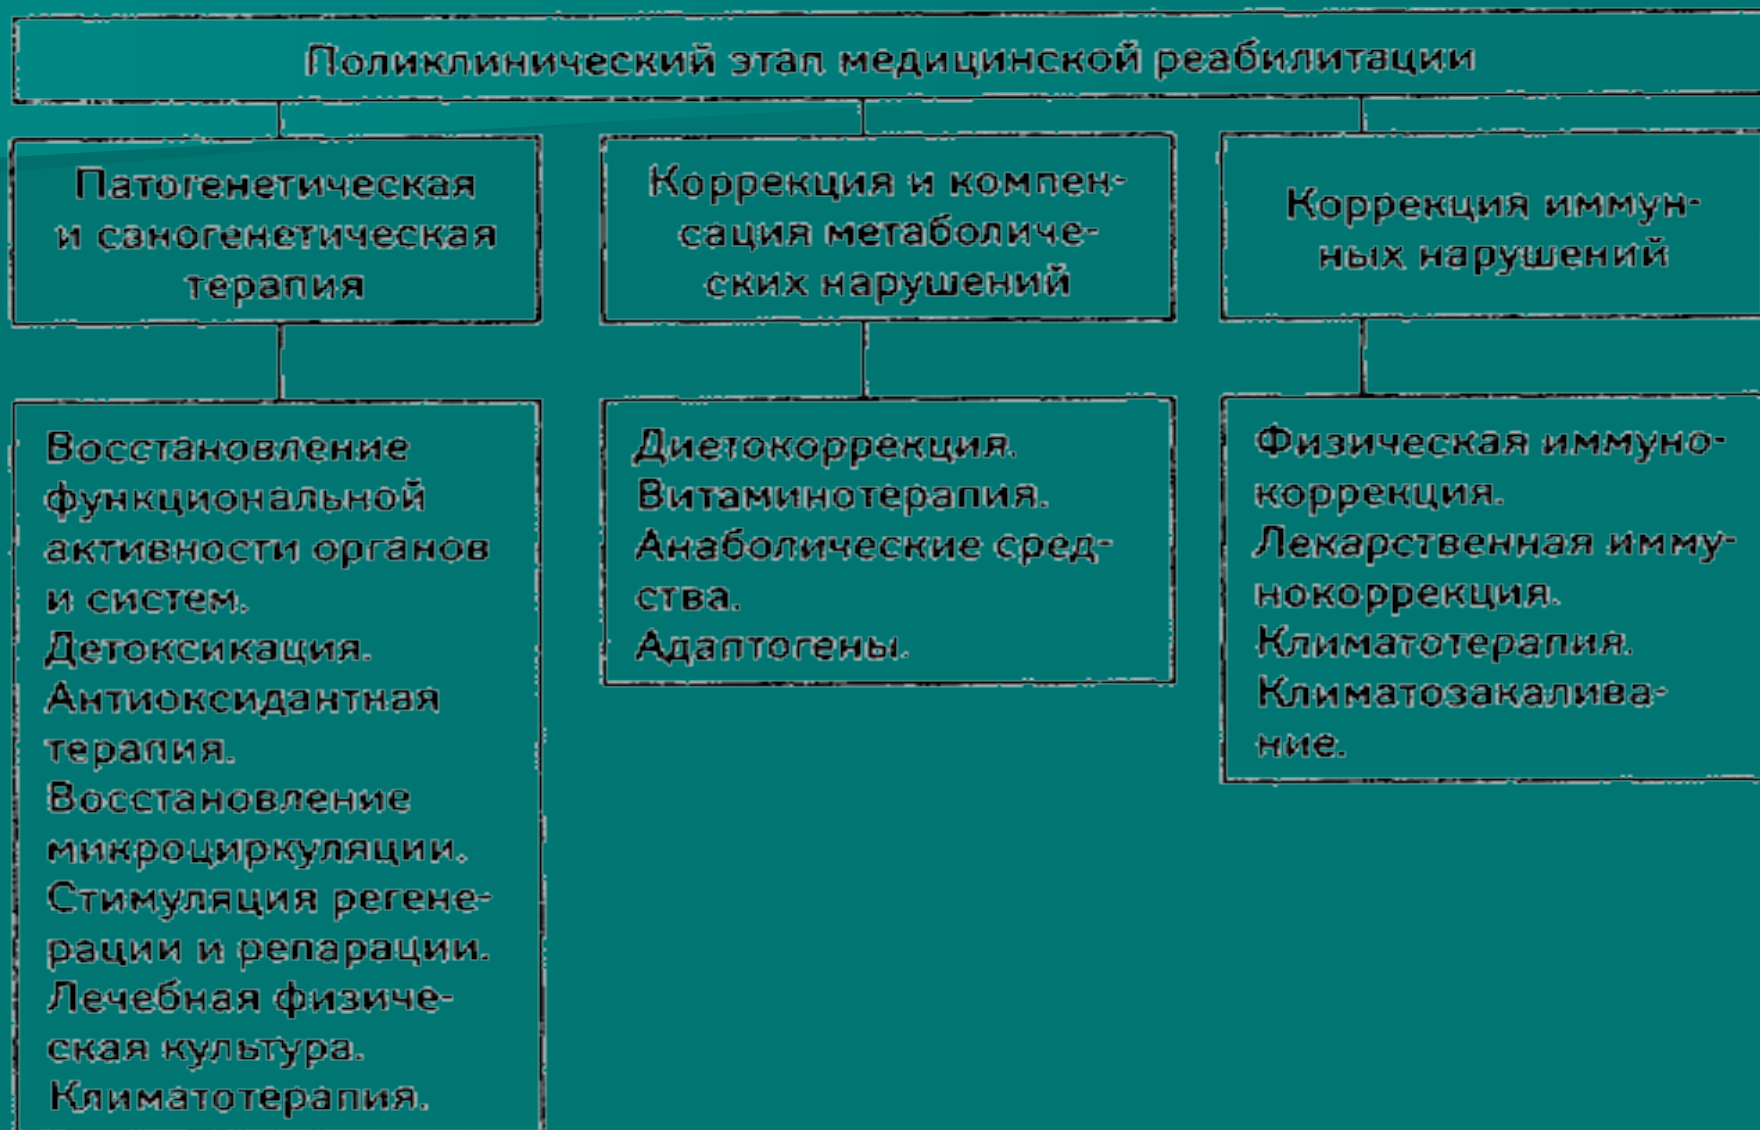 Поликлинический этап медицинской реабилитации
Патогенетическая
и саногенетическая
терапия
Коррекция и компен-
сация метаболиче-
ских нарушений
Коррекция иммун-
ных нарушений
Восстановление
функциональной
активности органов
и систем.
Детоксикация.
Антиоксидантная
терапия.
Восстановление
микроциркуляции.
Стимуляция регене-
рации и репарации.
Лечебная физиче-
ская культура.
Климатотерапия.
Диетокоррекция.
Витаминотерапия.
Анаболические сред-
ства.
Адаптогены.
Физическая иммуно-
коррекция.
Лекарственная имму-
нокоррекция.
Климатотерапия.
Климатозакалива-
ние.